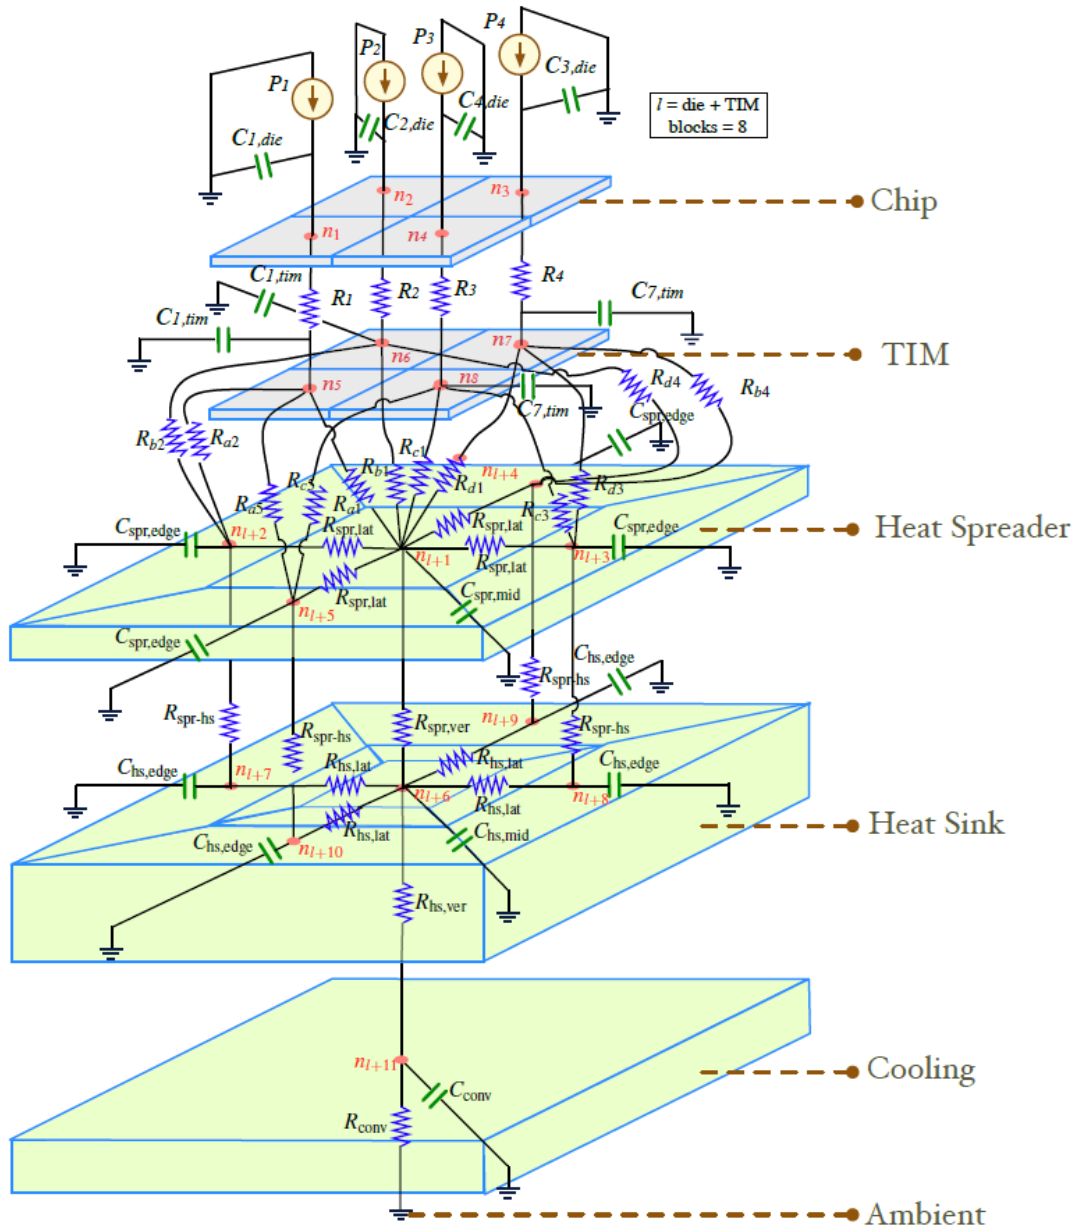 P4
P2
P3
P1
C3,die
C4,die
C2,die
C1,die
l = die + TIM
blocks = 8
n2
n3
Chip
n1
n4
C1,tim
R1
R2
R3
R4
C7,tim
C1,tim
n6
n7
TIM
n5
n8
C7,tim
Rd4
Rb4
Cspr,edge
Rb2
Ra2
Rc1
Rb1
nl+4
Rd1
Rd3
Ra5
Ra1
Rc3
Cspr,edge
nl+2
Rspr,lat
Rspr,lat
Cspr,edge
Heat Spreader
nl+1
nl+3
Rspr,lat
Rspr,lat
Cspr,mid
nl+5
Cspr,edge
Chs,edge
Rspr-hs
Rspr-hs
nl+9
Rspr,ver
Rspr-hs
Rspr-hs
Chs,edge
nl+7
Rhs,lat
Rhs,lat
Chs,edge
nl+6
Rhs,lat
nl+8
Heat Sink
Rhs,lat
Chs,mid
Chs,edge
nl+10
Rhs,ver
nl+11
Cooling
Cconv
Rconv
Ambient